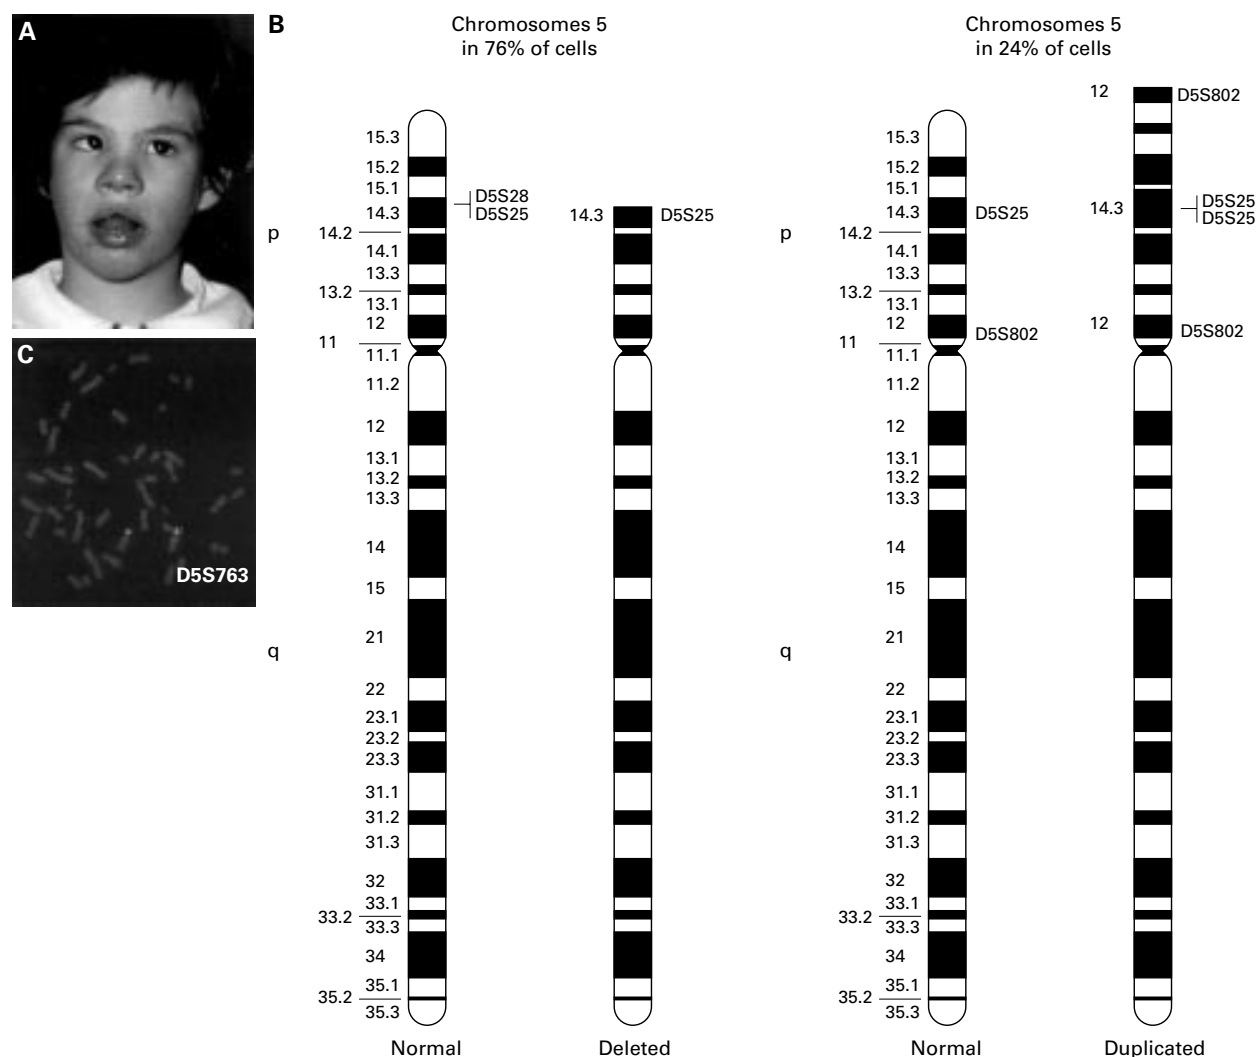 A
B
C
D5S763
Chromosomes 5
in 76% of cells
p
q
15.3
15.2
15.1
14.3
14.2
14.1
13.3
13.2
13.1
12
11
11.1
11.2
12
13.1
13.2
13.3
14
15
21
22
23.1
23.2
23.3
31.1
31.2
31.3
32
33.1
33.2
33.3
34
35.1
35.2
35.3
D5S28
D5S25
Normal
14.3 D5S25
Deleted
Chromosomes 5
in 24% of cells
p
q
15.3
15.2
15.1
14.3 D5S25
14.2
14.1
13.3
13.2
13.1
12
D5S802
11
11.1
11.2
12
13.1
13.2
13.3
14
15
21
22
23.1
23.2
23.3
31.1
31.2
31.3
32
33.1
33.2
33.3
34
35.1
35.2
35.3
Normal
12 D5S802
14.3
D5S25
D5S25
12 D5S802
Duplicated